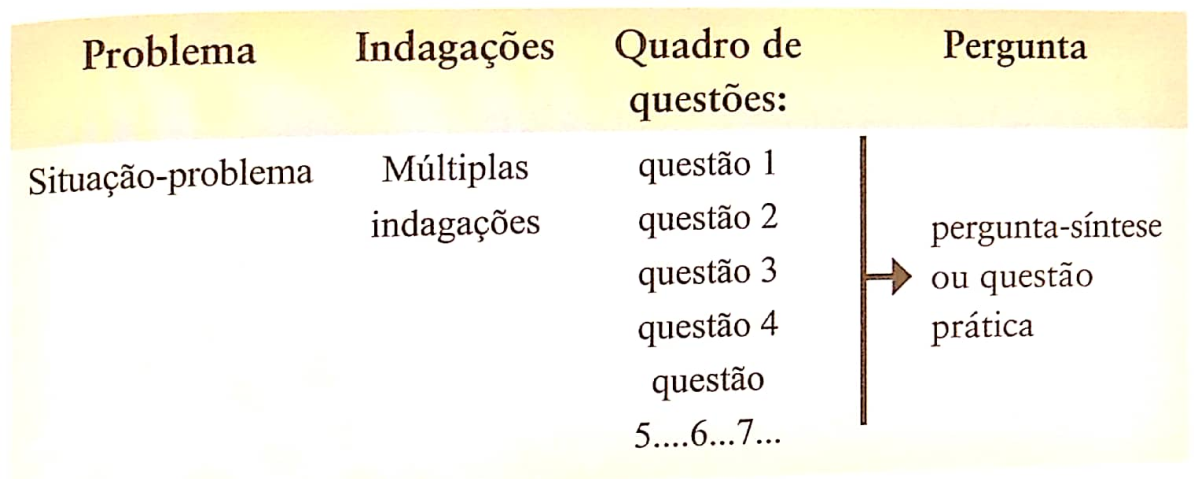 Problema
Indagações
Quadro de
questões:
Pergunta
Situação-problema
Múltiplas
indagações
questão 1
questão 2
questão 3
questão 4
questão
5....6...7...
pergunta-síntese
ou questão
prática